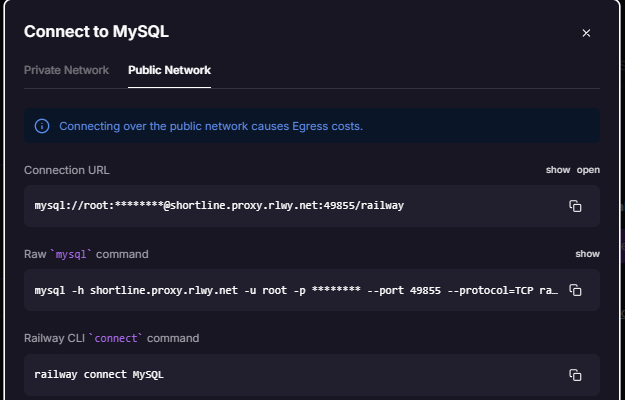 Connect to MySQL
Private Network Public Network
Connecting over the public network causes Egress costs.
Connection URL show open
mysql://root:********@shortline.proxy.rlwy.net:49855/railway
Raw `mysql` command show
mysql -h shortline.proxy.rlwy.net -u root -p ******** --port 49855 --protocol=TCP ra…
Railway CLI `connect` command
railway connect MySQL